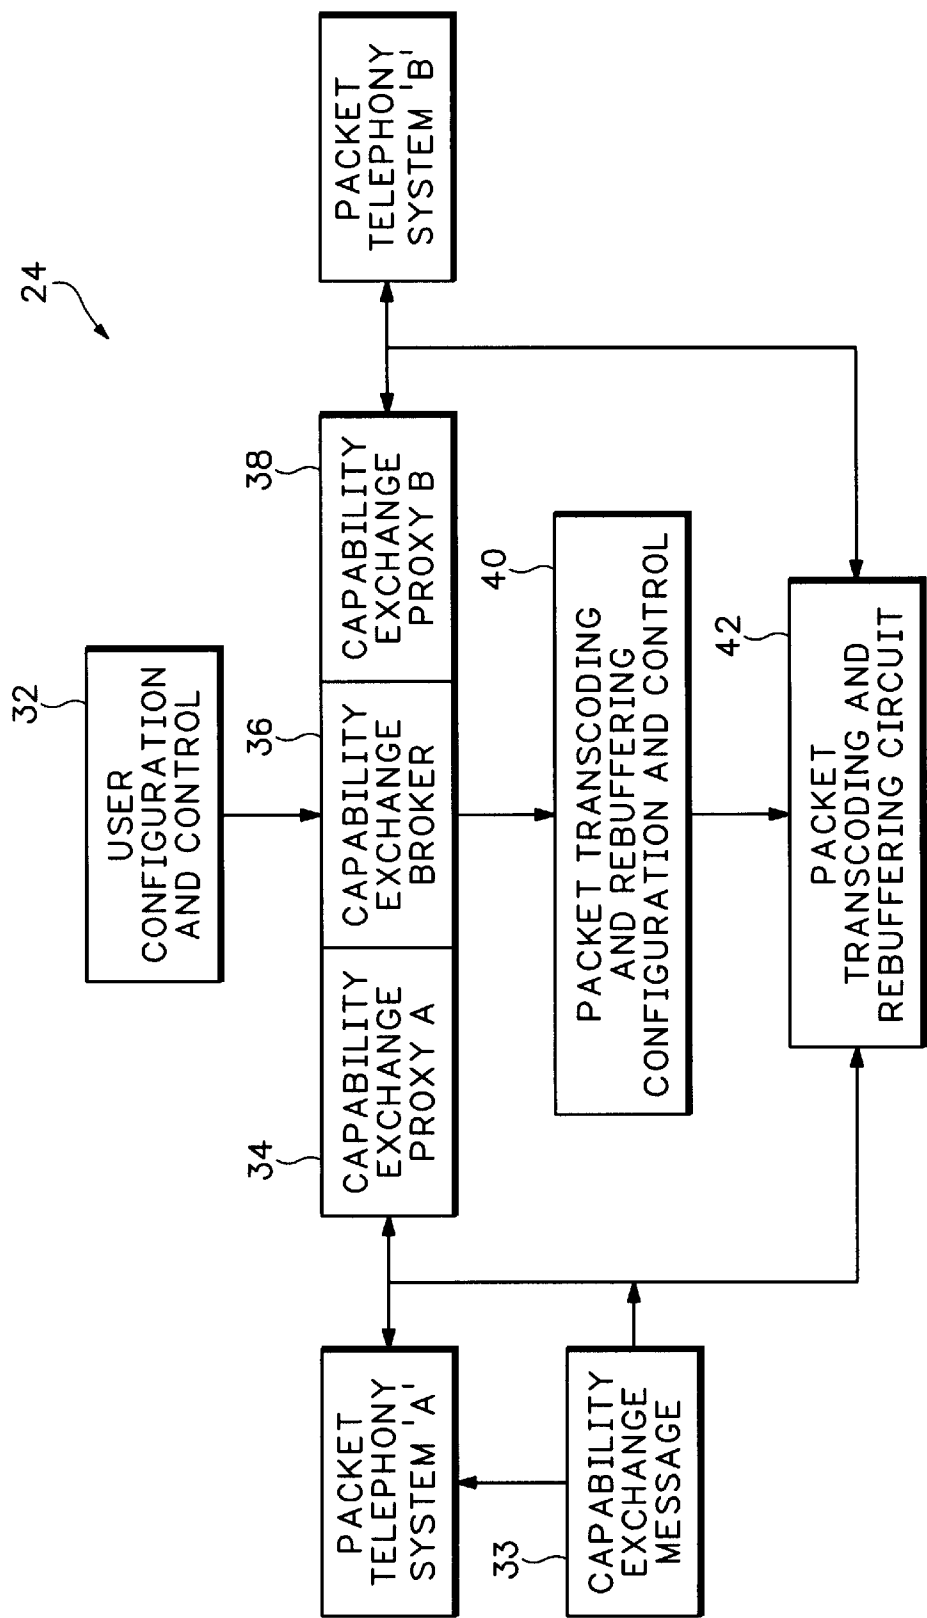 24
32
USER
CONFIGURATION
AND CONTROL
PACKET
TELEPHONY
SYSTEM 'A'
34
CAPABILITY
EXCHANGE
PROXY A
36
CAPABILITY
EXCHANGE
BROKER
38
CAPABILITY
EXCHANGE
PROXY B
PACKET
TELEPHONY
SYSTEM 'B'
33
CAPABILITY
EXCHANGE
MESSAGE
40
PACKET TRANSCODING
AND REBUFFERING
CONFIGURATION AND CONTROL
42
PACKET
TRANSCODING AND
REBUFFERING CIRCUIT